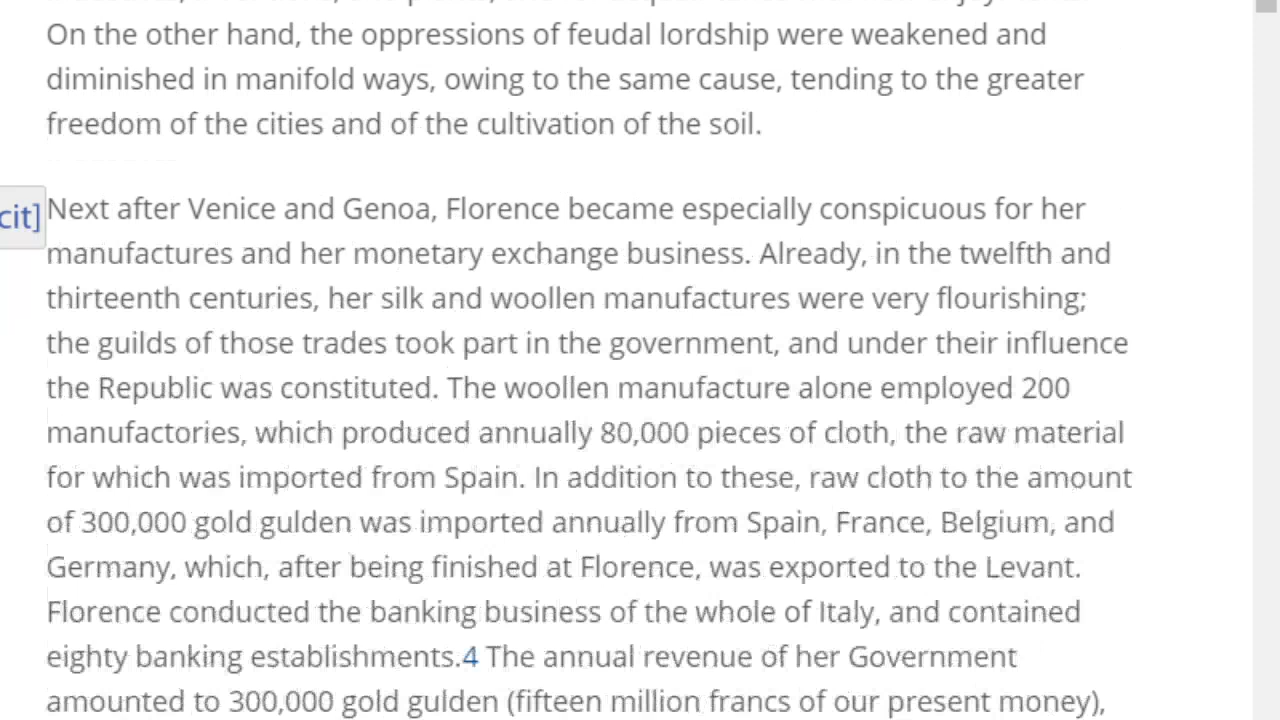 On the other hand, the oppressions of feudal lordship were weakened and
diminished in manifold ways, owing to the same cause, tending to the greater
freedom of the cities and of the cultivation of the soil.
cit]
Next after Venice and Genoa, Florence became especially conspicuous for her
manufactures and her monetary exchange business. Already, in the twelfth and
thirteenth centuries, her silk and woollen manufactures were very flourishing;
the guilds of those trades took part in the government, and under their influence
the Republic was constituted. The woollen manufacture alone employed 200
manufactories, which produced annually 80,000 pieces of cloth, the raw material
for which was imported from Spain. In addition to these, raw cloth to the amount
of 300,000 gold gulden was imported annually from Spain, France, Belgium, and
Germany, which, after being finished at Florence, was exported to the Levant.
Florence conducted the banking business of the whole of Italy, and contained
eighty banking establishments.4 The annual revenue of her Government
amounted to 300,000 gold gulden (fifteen million francs of our present money),